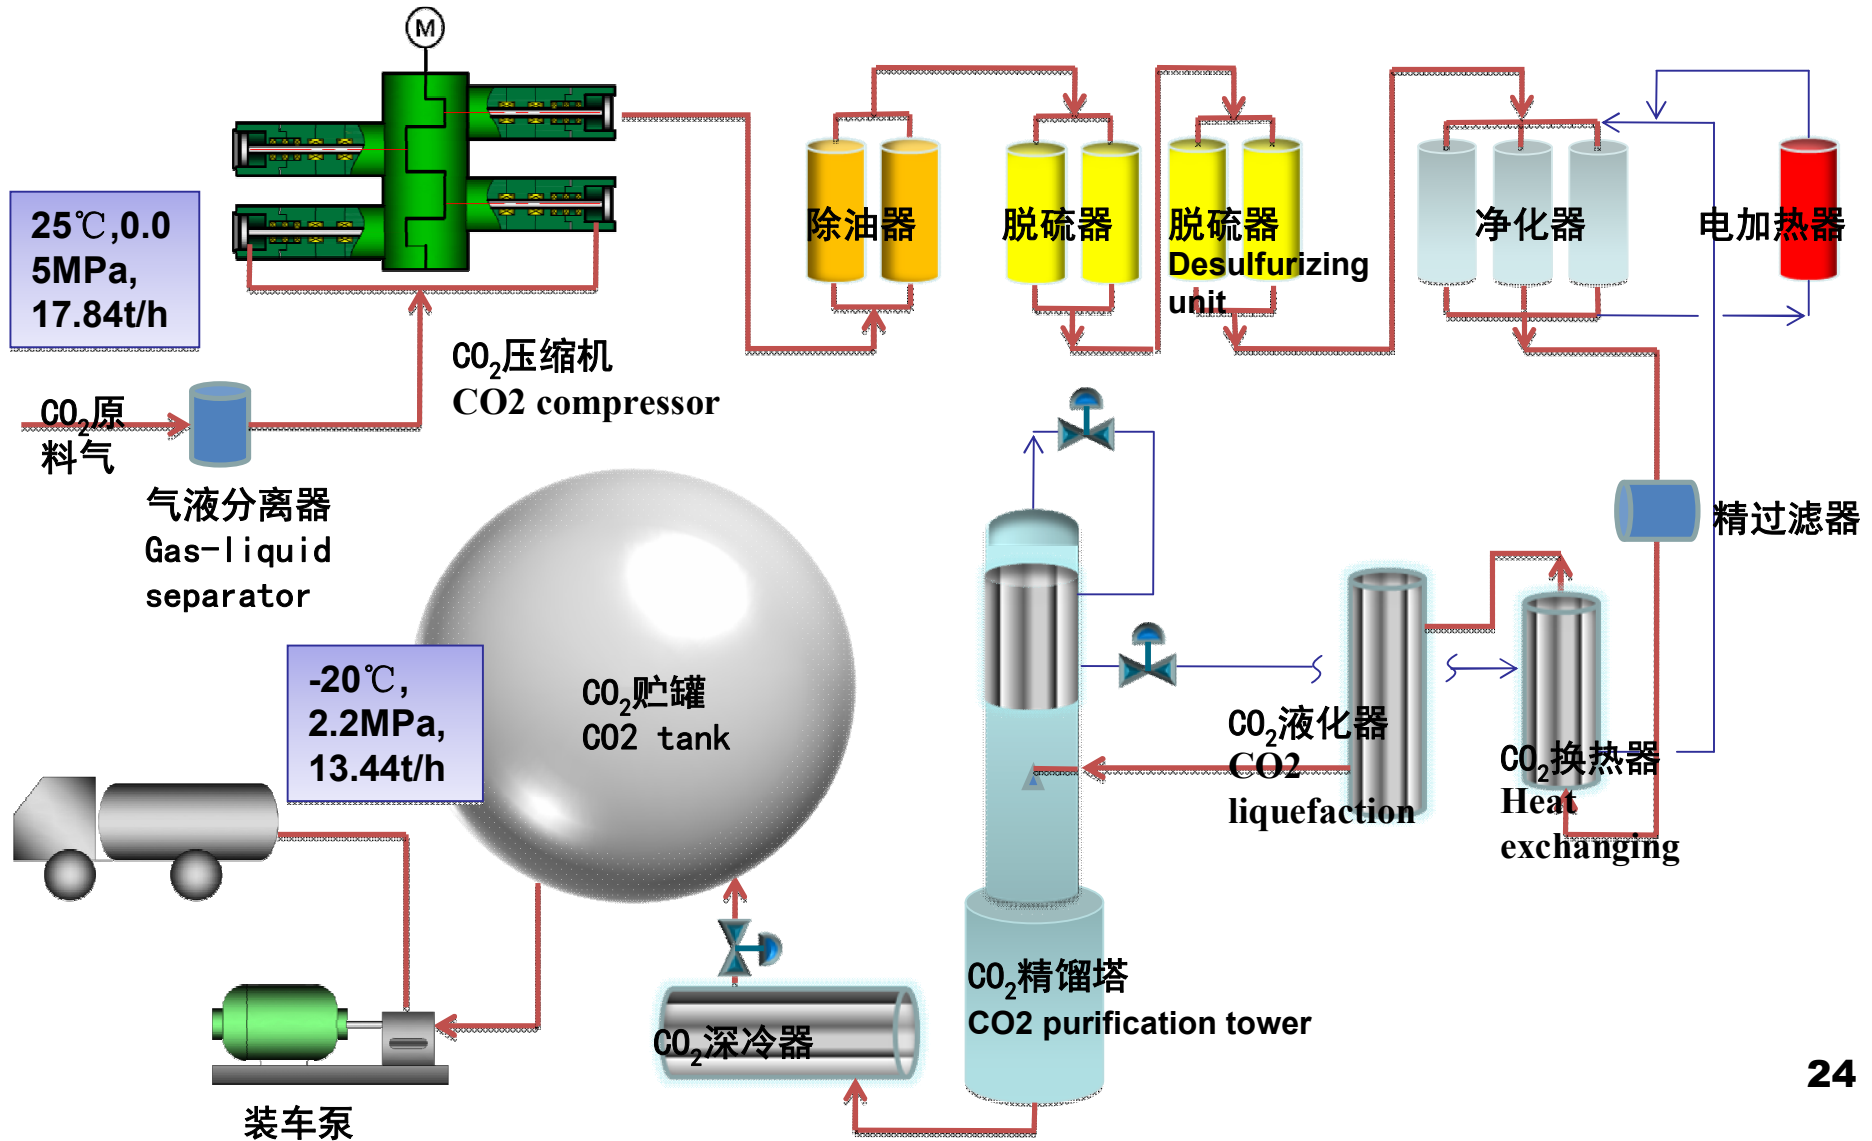 M
25℃,0.0
5MPa,
17.84t/h
除油器
脱硫器
脱硫器
Desulfurizing
unit
净化器
电加热器
CO₂压缩机
CO2 compressor
CO₂原
料气
气液分离器
Gas-liquid
separator
精过滤器
-20℃,
2.2MPa,
13.44t/h
CO₂贮罐
CO2 tank
CO₂液化器
CO2
liquefaction
CO₂换热器
Heat
exchanging
CO₂精馏塔
CO2 purification tower
CO₂深冷器
装车泵
24